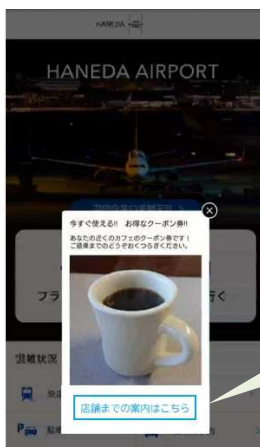 HANEDA
HANEDA AIRPORT
今すぐ使える!! お得なクーポン券!!
あなたの近くのカフェのクーポン券です!
ご搭乗までのどうぞおくつろぎください。
店舗までの案内はこちら
フラ
行く
混雑状況
P